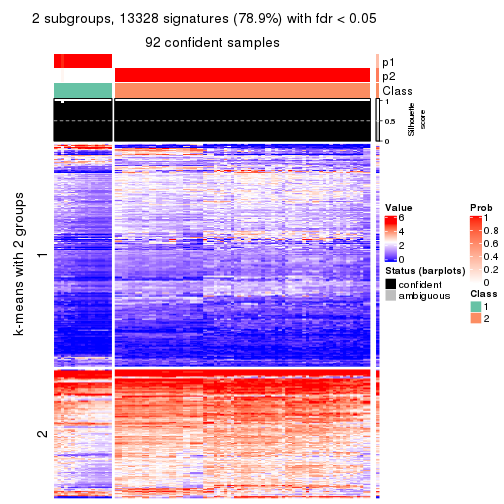 2 subgroups, 13328 signatures (78.9%) with fdr < 0.05
92 confident samples
p1
p2
Class
1
0.5
0
Silhouette
score
k-means with 2 groups
1
2
Value
6
4
2
0
Status (barplots)
confident
ambiguous
Prob
1
0.8
0.6
0.4
0.2
0
Class
1
2